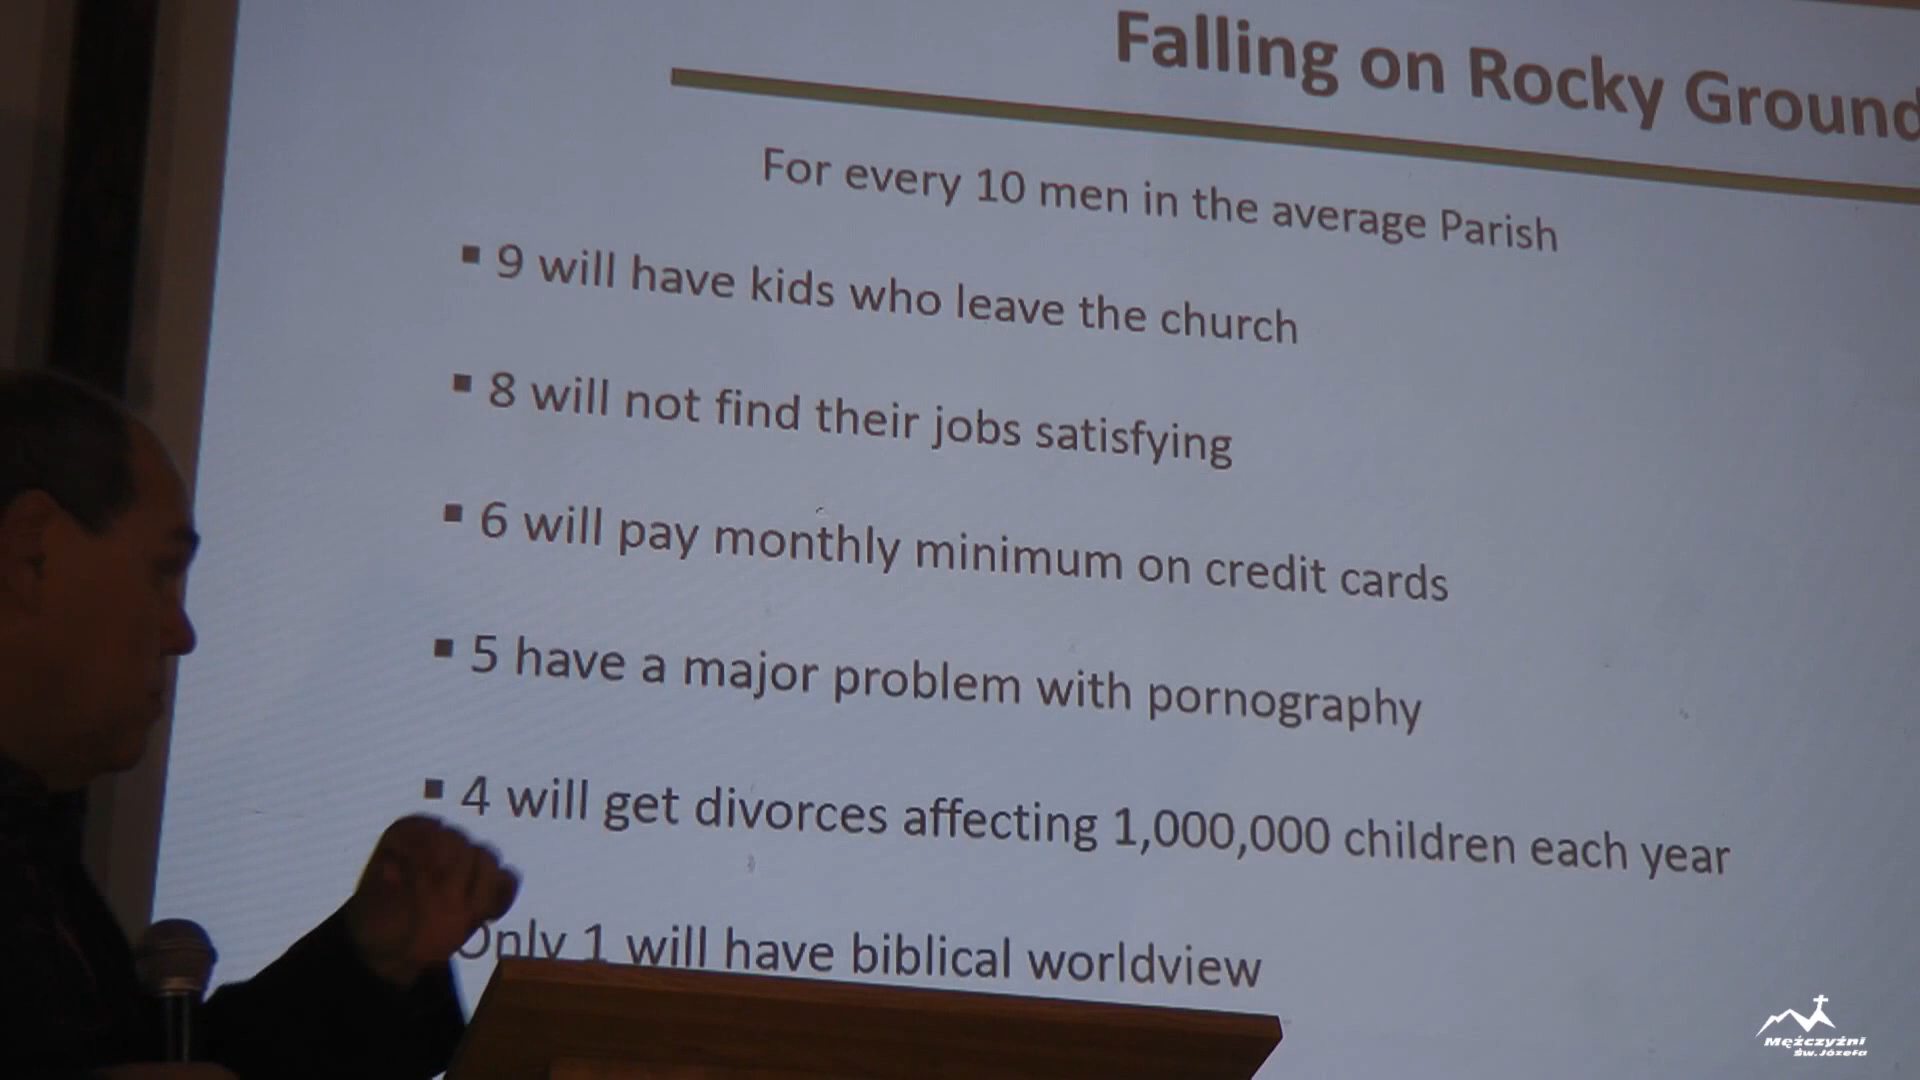 Falling on Rocky Ground
For every 10 men in the average Parish
▪ 9 will have kids who leave the church
▪ 8 will not find their jobs satisfying
▪ 6 will pay monthly minimum on credit cards
▪ 5 have a major problem with pornography
▪ 4 will get divorces affecting 1,000,000 children each year
Only 1 will have biblical worldview
Mężczyźni
Św. Józefa